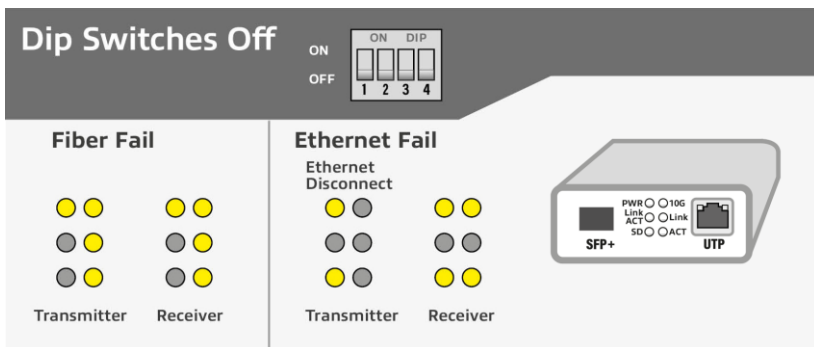 Dip Switches Off
ON
OFF
ON DIP
1 2 3 4
Fiber Fail
Transmitter Receiver
Ethernet Fail
Ethernet
Disconnect
Transmitter Receiver
PWR 10G
Link
ACT Link
SD ACT
SFP+
UTP